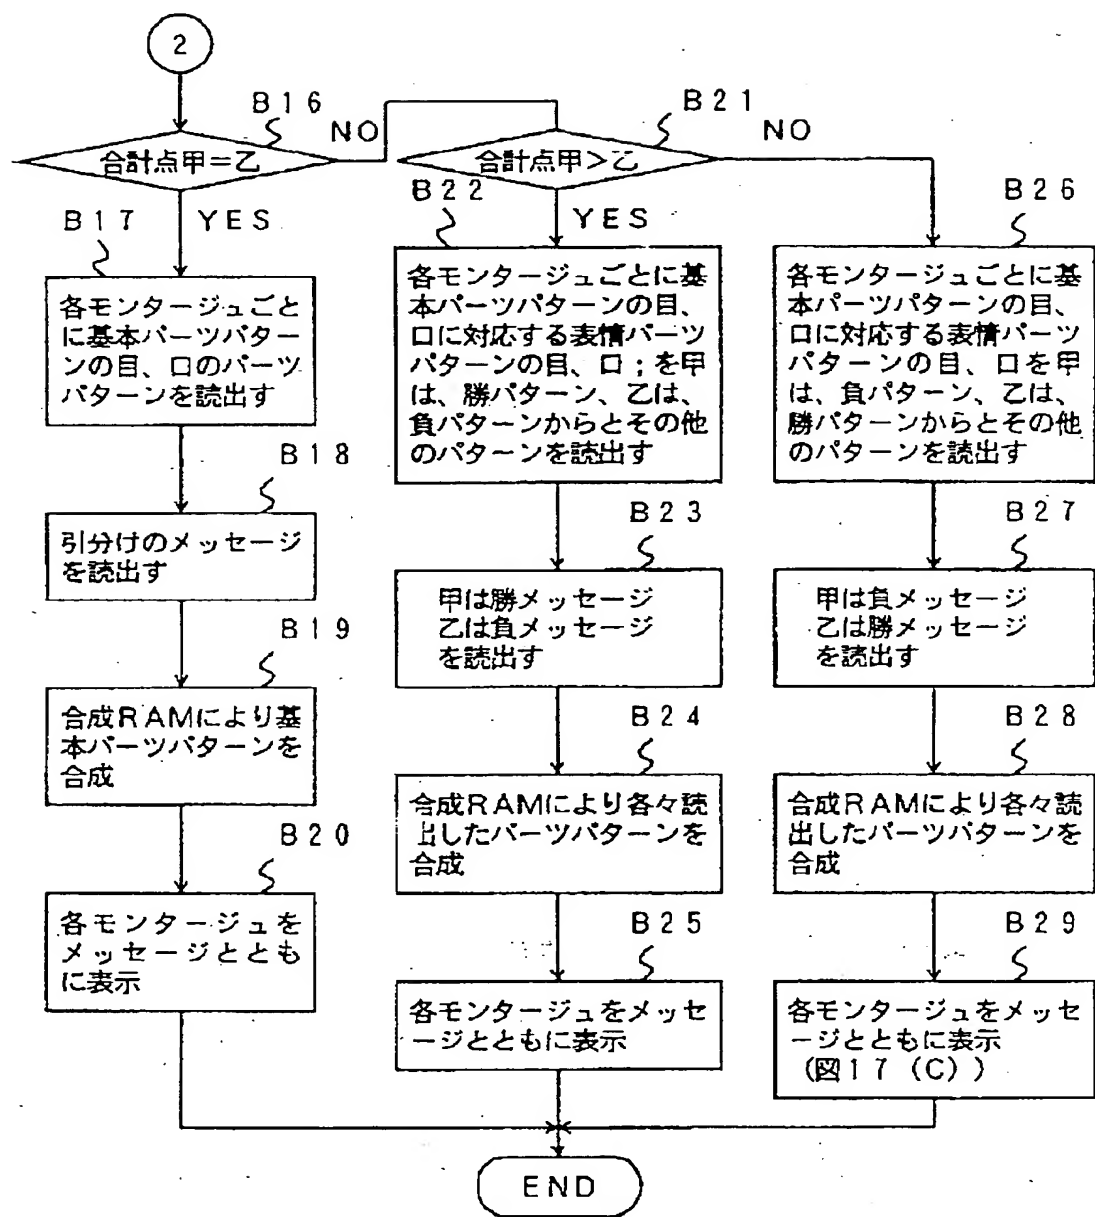 2
B16
NO
合計点甲=乙
B17
YES
各モンタージュごと
に基本パーツパター
ンの目、口のパーツ
パターンを読出す
B18
引分けのメッセージ
を読出す
B19
合成RAMにより基
本パーツパターンを
合成
B20
各モンタージュを
メッセージととも
に表示
B21
NO
合計点甲>乙
B22
YES
各モンタージュごとに基
本パーツパターンの目、
口に対応する表情パーツ
パターンの目、口;を甲
は、勝パターン、乙は、
負パターンからとその他
のパターンを読出す
B23
甲は勝メッセージ
乙は負メッセージ
を読出す
B24
合成RAMにより各々読
出したパーツパターンを
合成
B25
各モンタージュをメッセ
ージとともに表示
B26
各モンタージュごとに基
本パーツパターンの目、
口に対応する表情パーツ
パターンの目、口を甲
は、負パターン、乙は、
勝パターンからとその他
のパターンを読出す
B27
甲は負メッセージ
乙は勝メッセージ
を読出す
B28
合成RAMにより各々読
出したパーツパターンを
合成
B29
各モンタージュをメッセ
ージとともに表示
(図17(C))
END